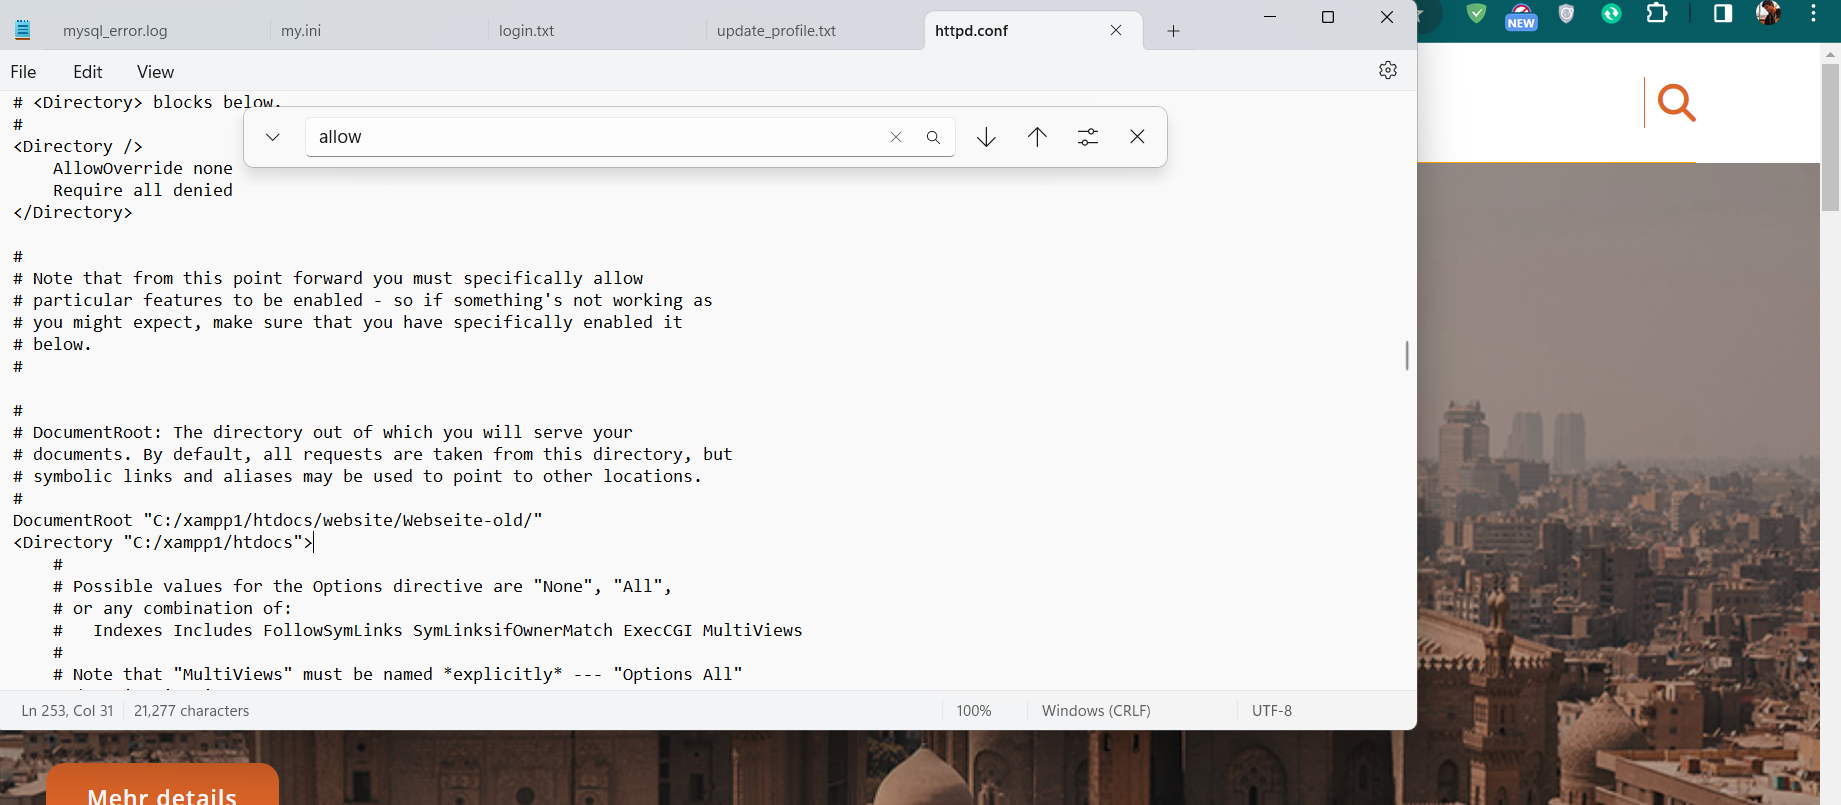 mysql_error.log
my.ini
login.txt
update_profile.txt
httpd.conf
NEW
File
Edit
View
# <Directory> blocks below.
allow
#
<Directory />
AllowOverride none
Require all denied
</Directory>
#
# Note that from this point forward you must specifically allow
# particular features to be enabled - so if something's not working as
# you might expect, make sure that you have specifically enabled it
# below.
#
#
# DocumentRoot: The directory out of which you will serve your
# documents. By default, all requests are taken from this directory, but
# symbolic links and aliases may be used to point to other locations.
#
DocumentRoot "C:/xampp1/htdocs/website/Webseite-old/"
<Directory "C:/xampp1/htdocs">
#
# Possible values for the Options directive are "None", "All",
# or any combination of:
#   Indexes Includes FollowSymLinks SymLinksifOwnerMatch ExecCGI MultiViews
#
# Note that "MultiViews" must be named *explicitly* --- "Options All"
Ln 253, Col 31
21,277 characters
100%
Windows (CRLF)
UTF-8
Mehr details